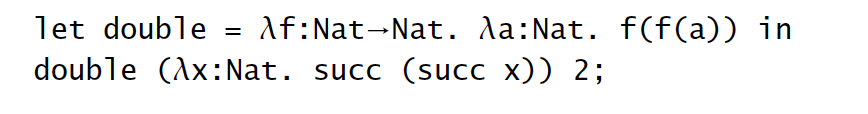 let double = λf:Nat→Nat. λa:Nat. f(f(a)) in
double (λx:Nat. succ (succ x)) 2;